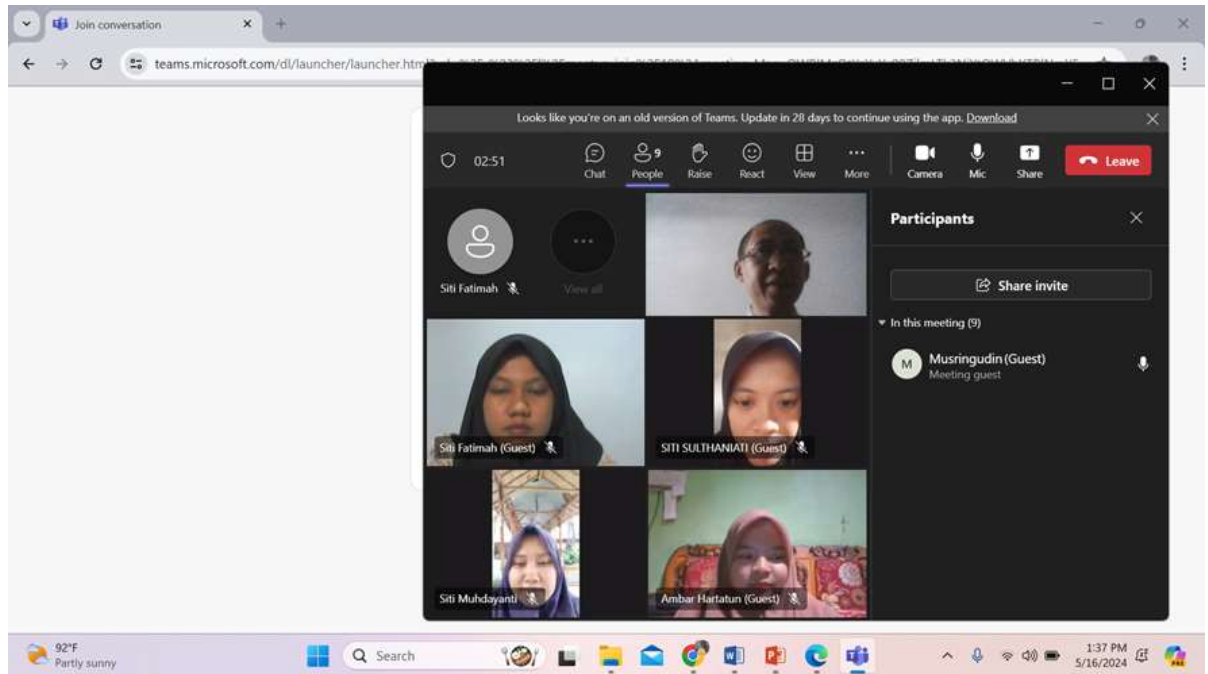 Join conversation
teams.microsoft.com/dl/launcher/launcher.htm
Looks like you're on an old version of Teams. Update in 28 days to continue using the app. Download
02:51
9
Chat People Raise React View More Camera Mic Share Leave
Participants
Siti Fatimah
View all
Share invite
In this meeting (9)
M
Musringudin (Guest)
Meeting guest
Siti Fatimah (Guest)
SITI SULTHANIATI (Guest)
Siti Muhdayanti
Ambar Hartatun (Guest)
92°F
Partly sunny
Search
1:37 PM
5/16/2024
PRE